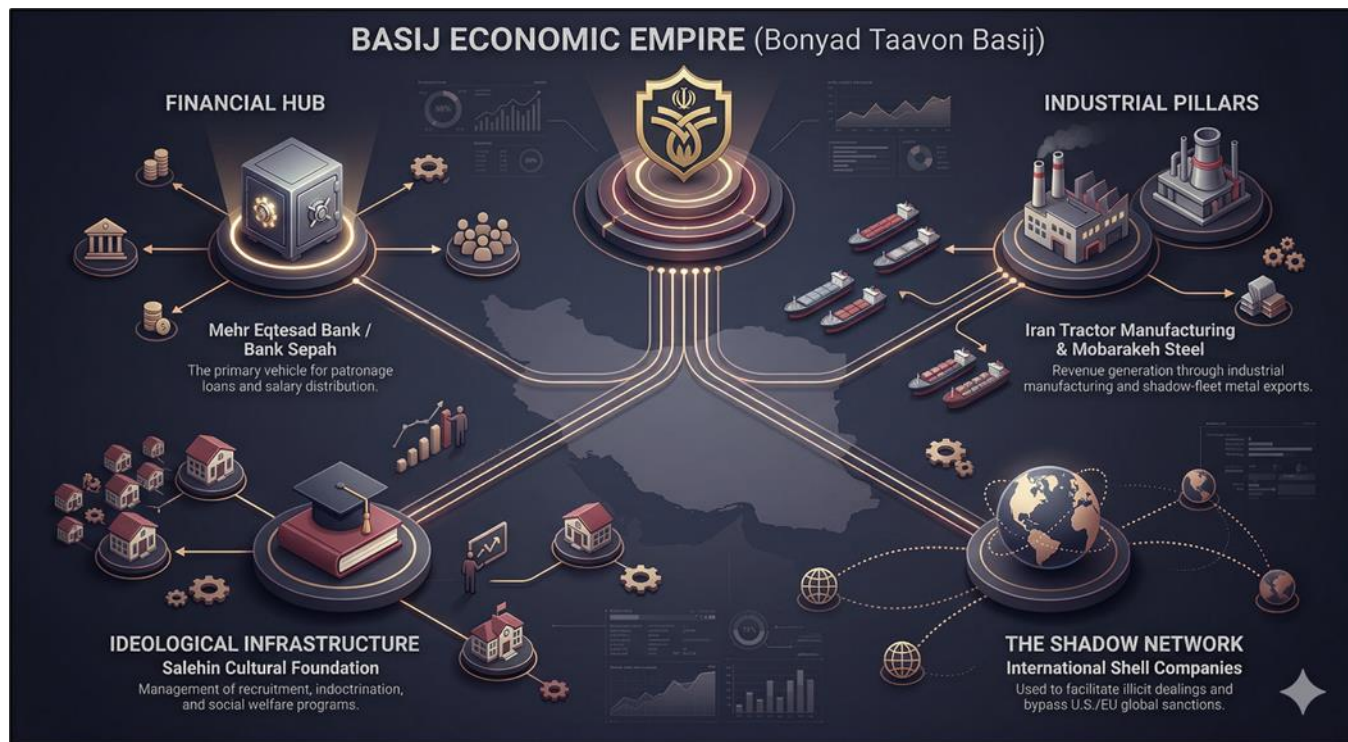 BASIJ ECONOMIC EMPIRE (Bonyad Taavon Basij)
FINANCIAL HUB
Mehr Eqtesad Bank /
Bank Sepah
The primary vehicle for patronage
loans and salary distribution.
INDUSTRIAL PILLARS
Iran Tractor Manufacturing
& Mobarakeh Steel
Revenue generation through industrial
manufacturing and shadow-fleet metal exports.
IDEOLOGICAL INFRASTRUCTURE
Salehin Cultural Foundation
Management of recruitment, indoctrination,
and social welfare programs.
THE SHADOW NETWORK
International Shell Companies
Used to facilitate illicit dealings and
bypass U.S./EU global sanctions.